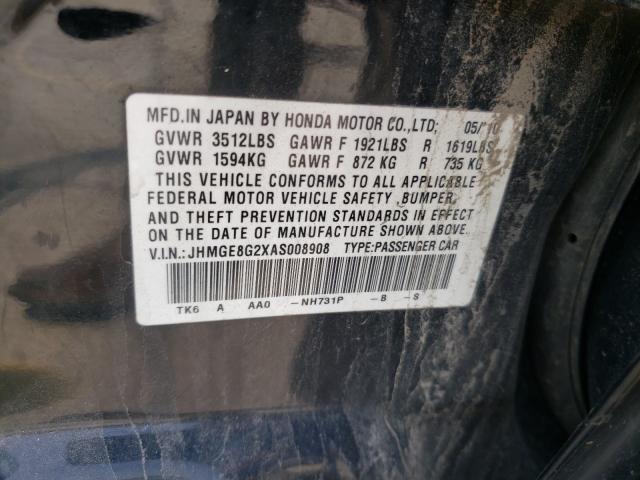 MFD.IN JAPAN BY HONDA MOTOR CO.,LTD; 05/10
GVWR 3512LBS GAWR F 1921LBS R 1619LBS
GVWR 1594KG GAWR F 872 KG R 735 KG
THIS VEHICLE CONFORMS TO ALL APPLICABLE
FEDERAL MOTOR VEHICLE SAFETY ,BUMPER,
AND THEFT PREVENTION STANDARDS IN EFFECT
ON THE DATE OF MANUFACTURE SHOWN ABOVE.
V.I.N.:JHMGE8G2XAS008908 TYPE:PASSENGER CAR
TK6 A AA0 -NH731P -B -S